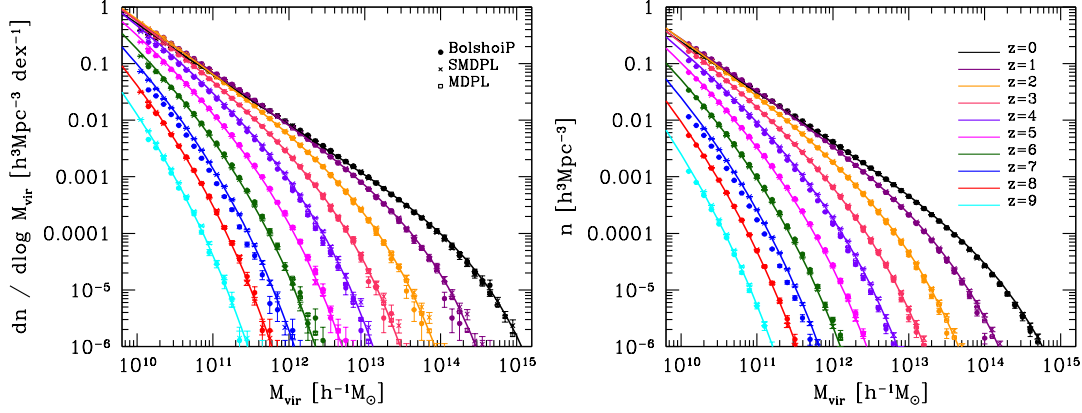 dn / dlog M_vir [h³Mpc⁻³ dex⁻¹]
1
0.1
0.01
0.001
0.0001
10⁻⁵
10⁻⁶
BolshoiP
SMDPL
MDPL
10¹⁰ 10¹¹ 10¹² 10¹³ 10¹⁴ 10¹⁵
M_vir [h⁻¹M_⊙]
n [h³Mpc⁻³]
1
0.1
0.01
0.001
0.0001
10⁻⁵
10⁻⁶
z=0
z=1
z=2
z=3
z=4
z=5
z=6
z=7
z=8
z=9
10¹⁰ 10¹¹ 10¹² 10¹³ 10¹⁴ 10¹⁵
M_vir [h⁻¹M_⊙]